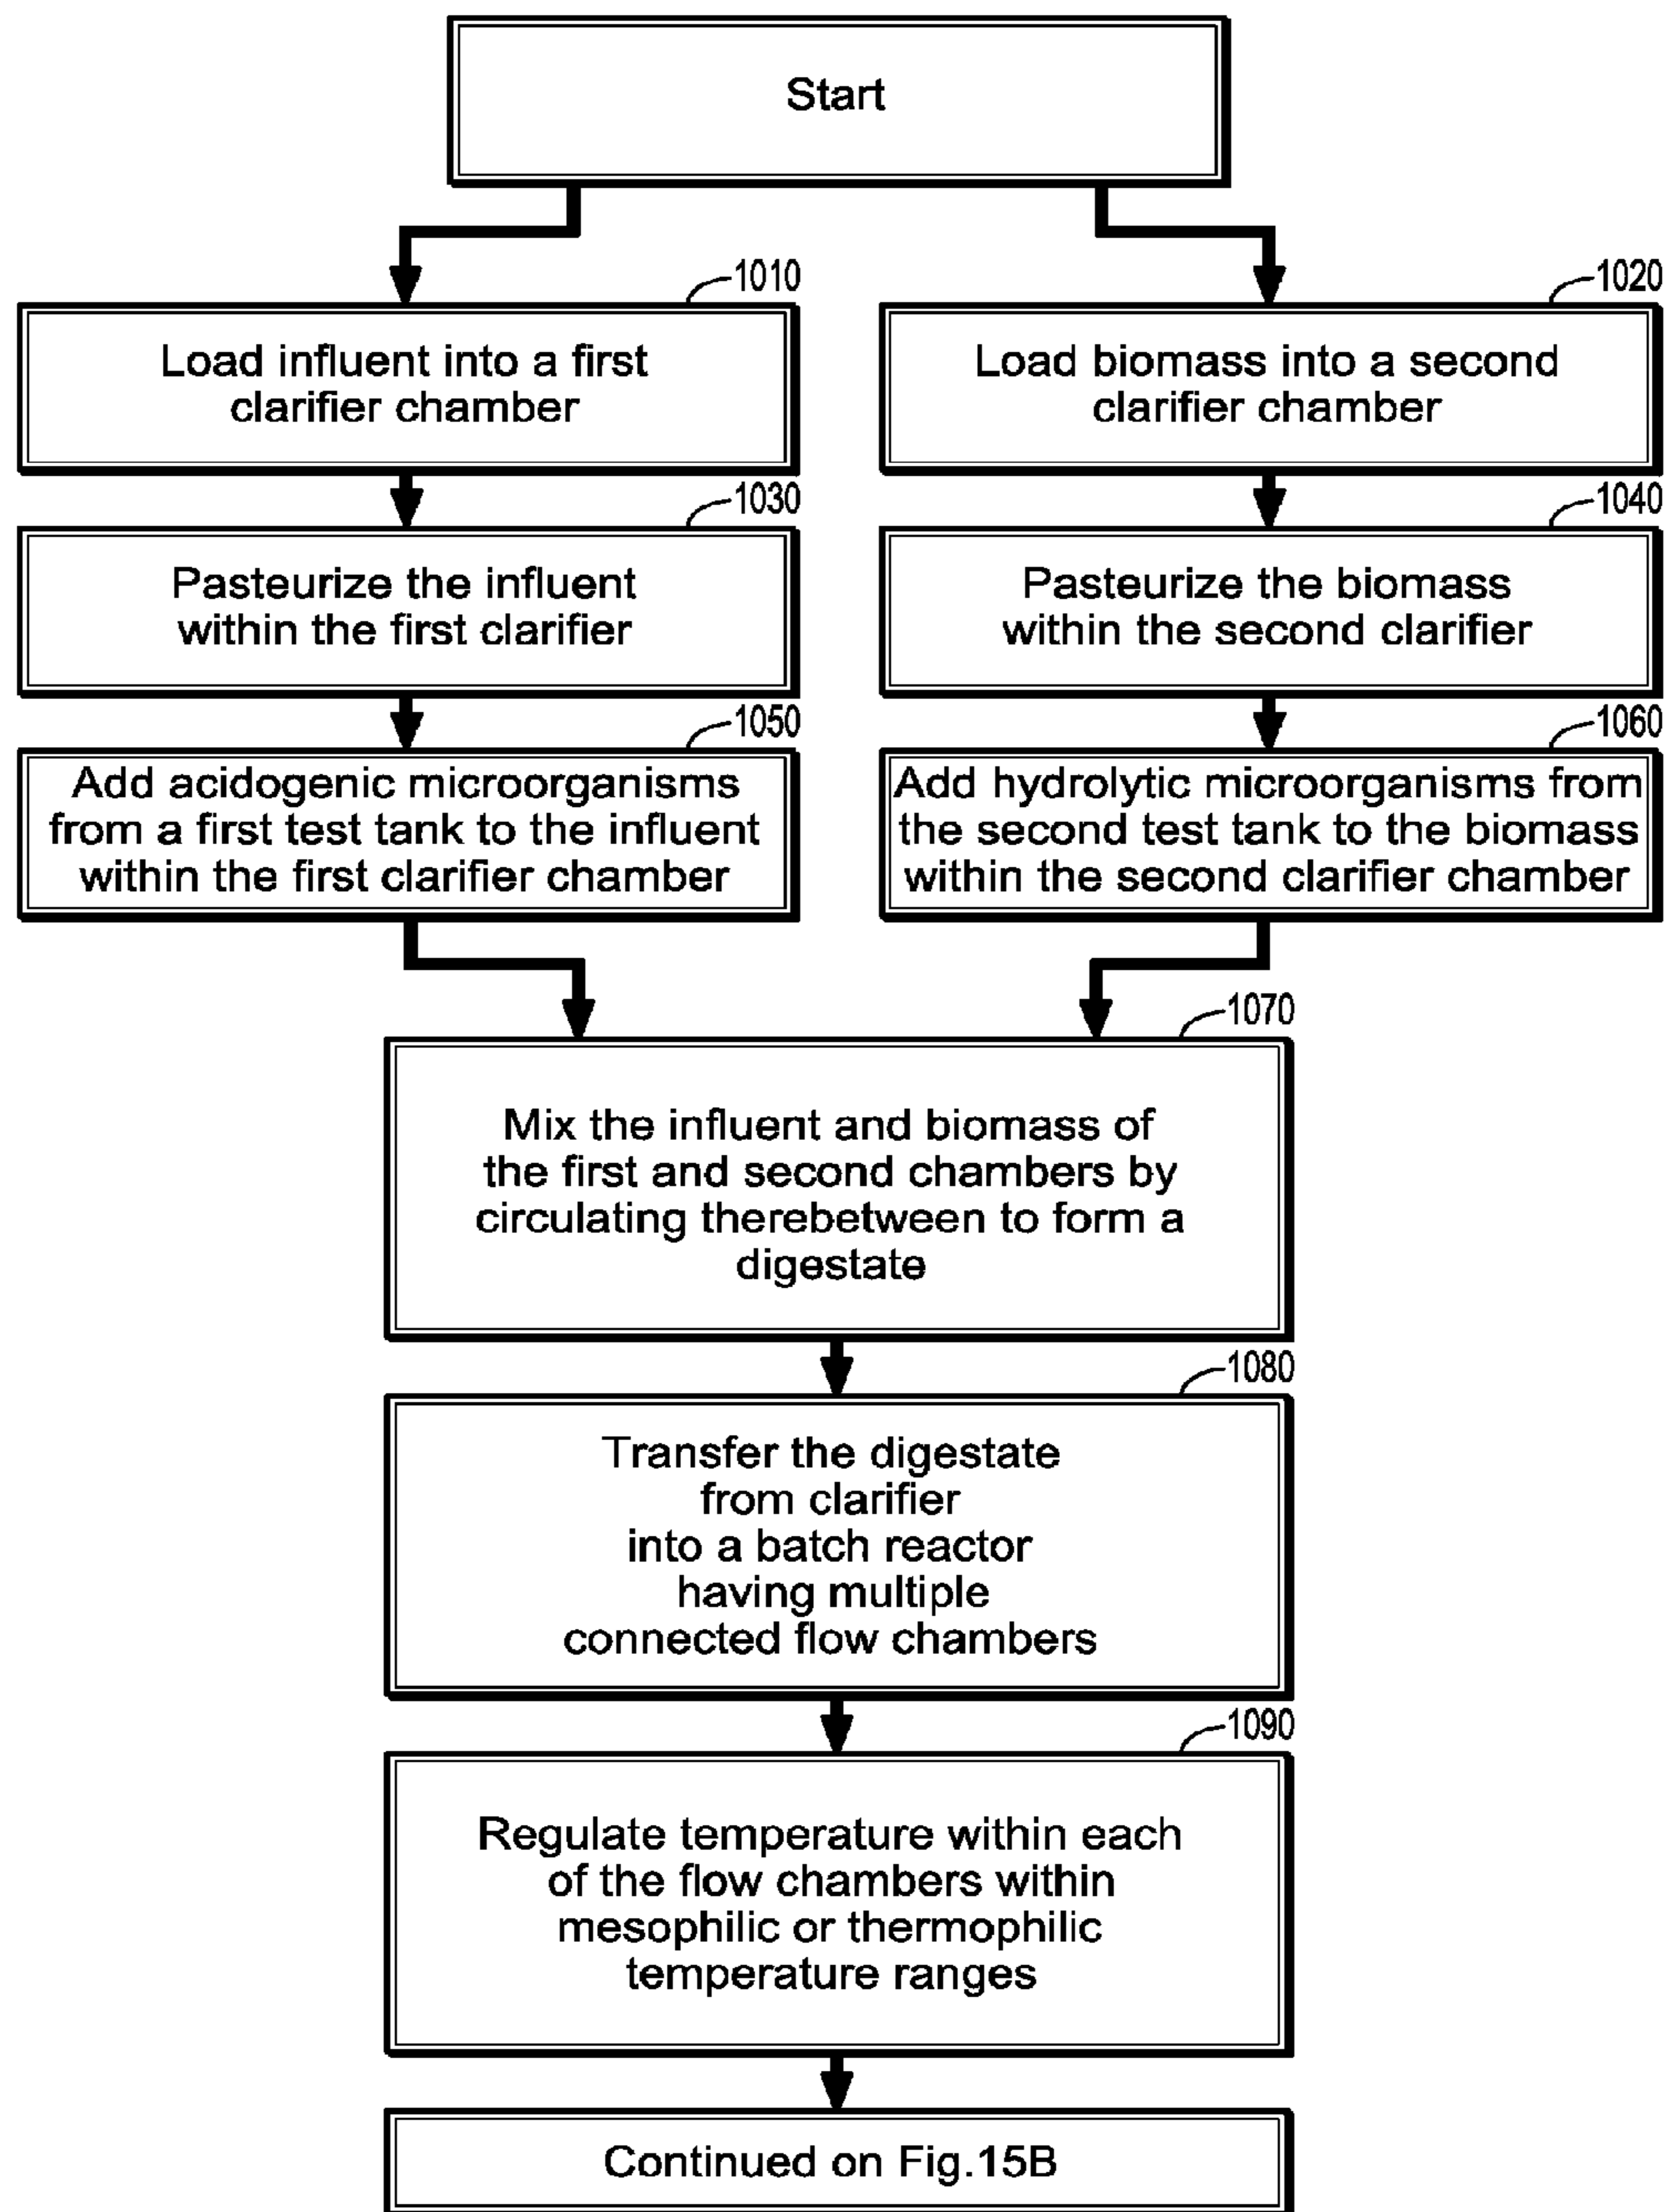 Start
1010
Load influent into a first
clarifier chamber
1020
Load biomass into a second
clarifier chamber
1030
Pasteurize the influent
within the first clarifier
1040
Pasteurize the biomass
within the second clarifier
1050
Add acidogenic microorganisms
from a first test tank to the influent
within the first clarifier chamber
1060
Add hydrolytic microorganisms from
the second test tank to the biomass
within the second clarifier chamber
1070
Mix the influent and biomass of
the first and second chambers by
circulating therebetween to form a
digestate
1080
Transfer the digestate
from clarifier
into a batch reactor
having multiple
connected flow chambers
1090
Regulate temperature within each
of the flow chambers within
mesophilic or thermophilic
temperature ranges
Continued on Fig.15B